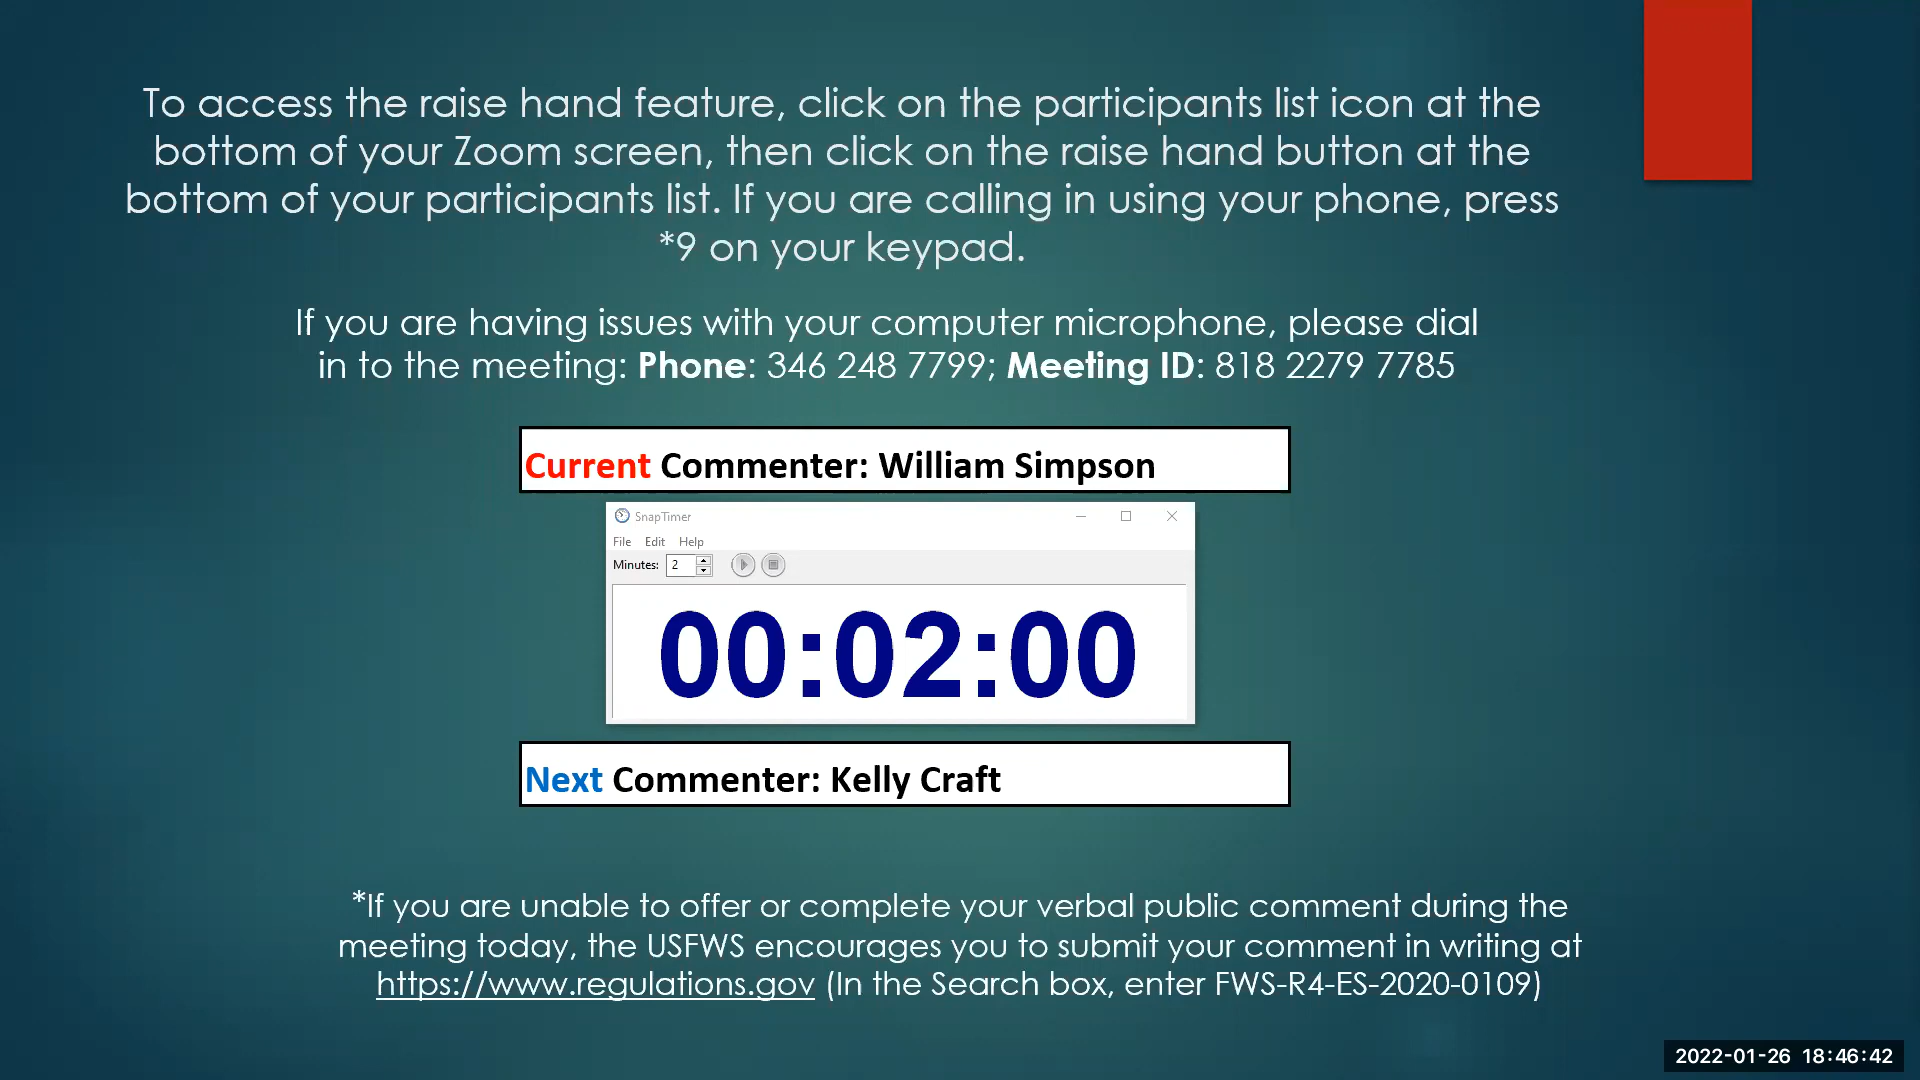 To access the raise hand feature, click on the participants list icon at the
bottom of your Zoom screen, then click on the raise hand button at the
bottom of your participants list. If you are calling in using your phone, press
*9 on your keypad.
If you are having issues with your computer microphone, please dial
in to the meeting: Phone: 346 248 7799; Meeting ID: 818 2279 7785
Current Commenter: William Simpson
SnapTimer
File Edit Help
Minutes: 2
00:02:00
Next Commenter: Kelly Craft
*If you are unable to offer or complete your verbal public comment during the
meeting today, the USFWS encourages you to submit your comment in writing at
https://www.regulations.gov (In the Search box, enter FWS-R4-ES-2020-0109)
2022-01-26 18:46:42